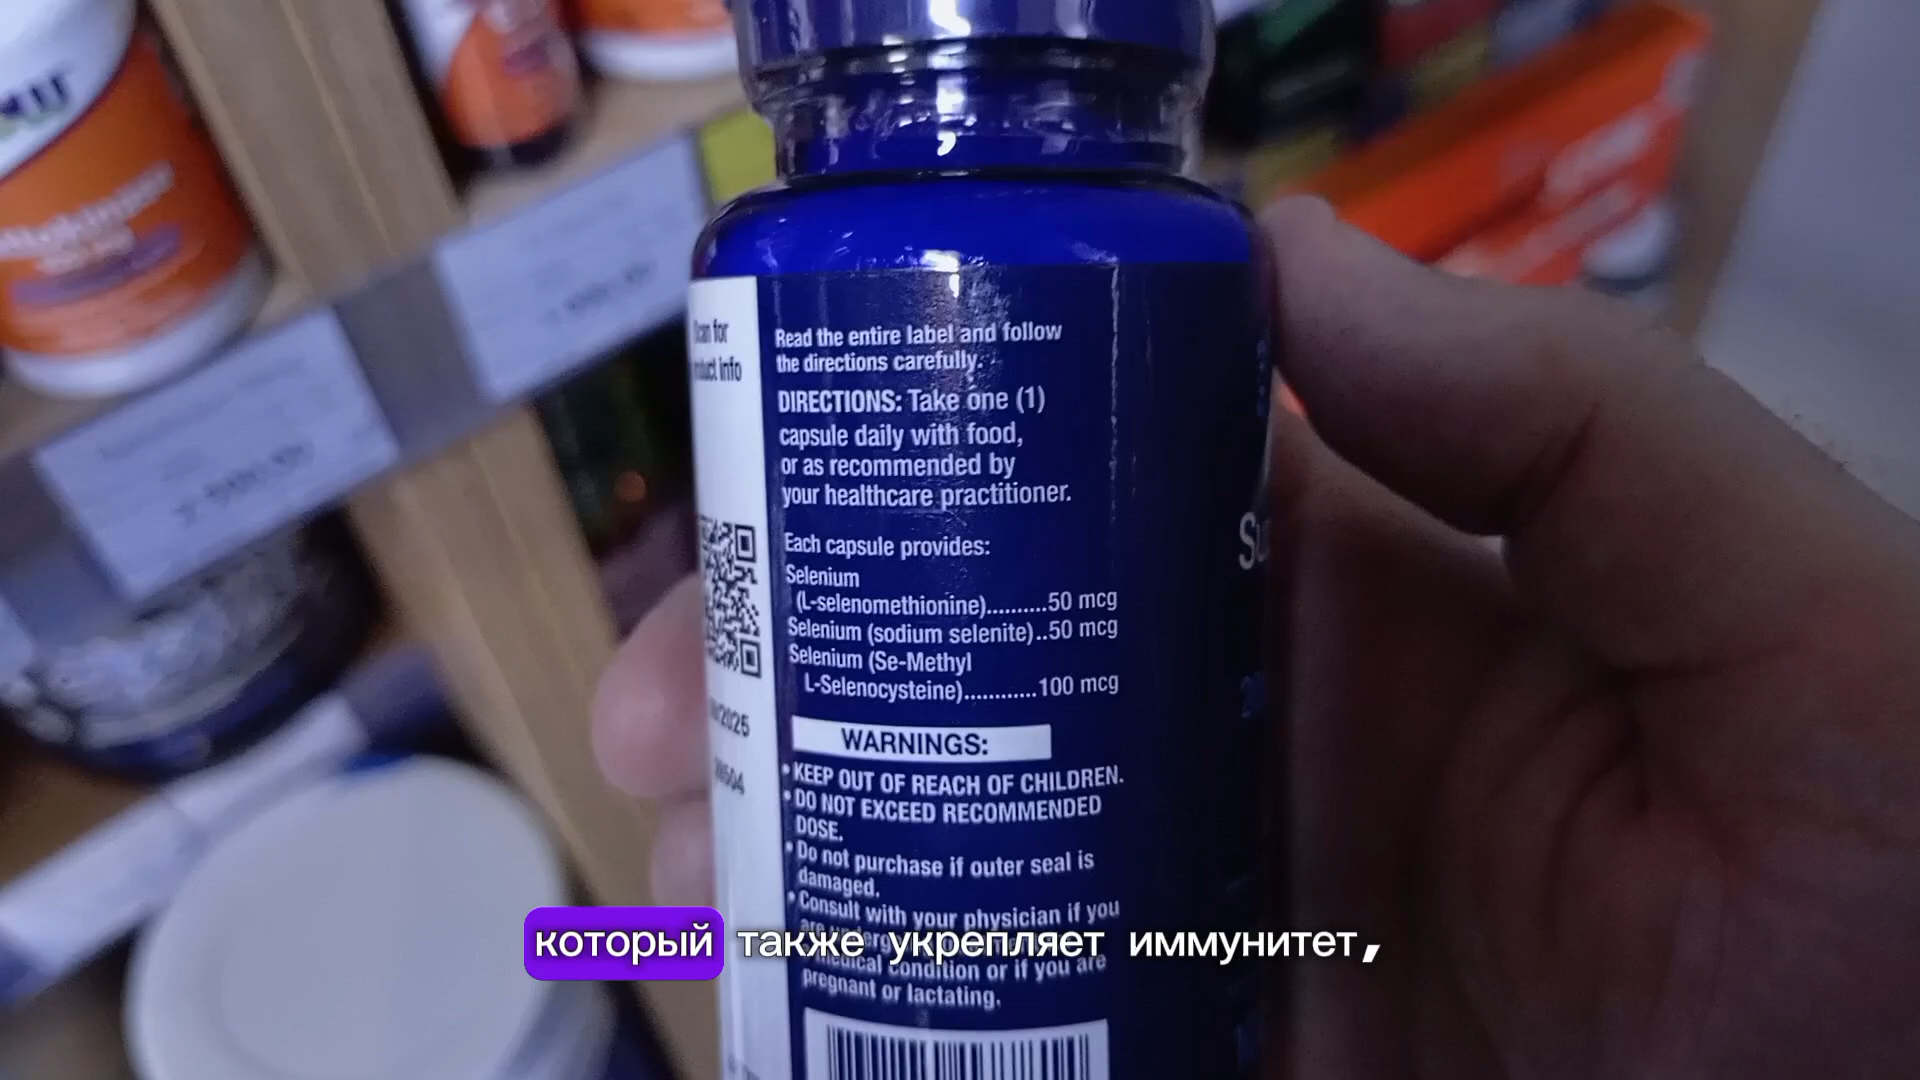 Scan for
product info
Read the entire label and follow
the directions carefully.
DIRECTIONS: Take one (1)
capsule daily with food,
or as recommended by
your healthcare practitioner.
Each capsule provides:
Selenium
(L-selenomethionine)..........50 mcg
Selenium (sodium selenite)..50 mcg
Selenium (Se-Methyl
L-Selenocysteine)............100 mcg
WARNINGS:
• KEEP OUT OF REACH OF CHILDREN.
• DO NOT EXCEED RECOMMENDED
DOSE.
• Do not purchase if outer seal is
damaged.
• Consult with your physician if you
are
medical condition or if you are
pregnant or lactating.
который также укрепляет иммунитет,